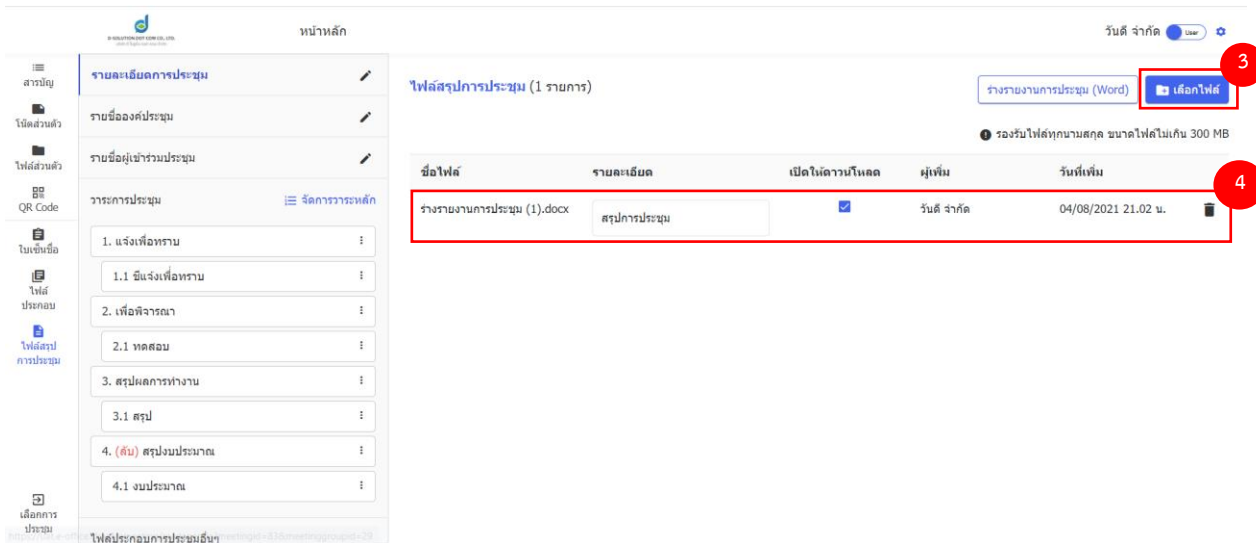 E-SOLUTION DOT COM CO., LTD.
หน้าหลัก
วันดี จำกัด
User
สารบัญ
โน้ตส่วนตัว
ไฟล์ส่วนตัว
QR Code
ใบเซ็นชื่อ
ไฟล์
ประกอบ
ไฟล์สรุป
การประชุม
เลือกการ
ประชุม
รายละเอียดการประชุม
รายชื่อองค์ประชุม
รายชื่อผู้เข้าร่วมประชุม
วาระการประชุม
จัดการวาระหลัก
1. แจ้งเพื่อทราบ
1.1 ชี้แจ้งเพื่อทราบ
2. เพื่อพิจารณา
2.1 ทดสอบ
3. สรุปผลการทำงาน
3.1 สรุป
4. (ลับ) สรุปงบประมาณ
4.1 งบประมาณ
ไฟล์ประกอบการประชุมอื่นๆ
ไฟล์สรุปการประชุม (1 รายการ)
ร่างรายงานการประชุม (Word)
เลือกไฟล์
3
รองรับไฟล์ทุกนามสกุล ขนาดไฟล์ไม่เกิน 300 MB
ชื่อไฟล์ รายละเอียด เปิดให้ดาวน์โหลด ผู้เพิ่ม วันที่เพิ่ม
4
ร่างรายงานการประชุม (1).docx สรุปการประชุม วันดี จำกัด 04/08/2021 21.02 น.